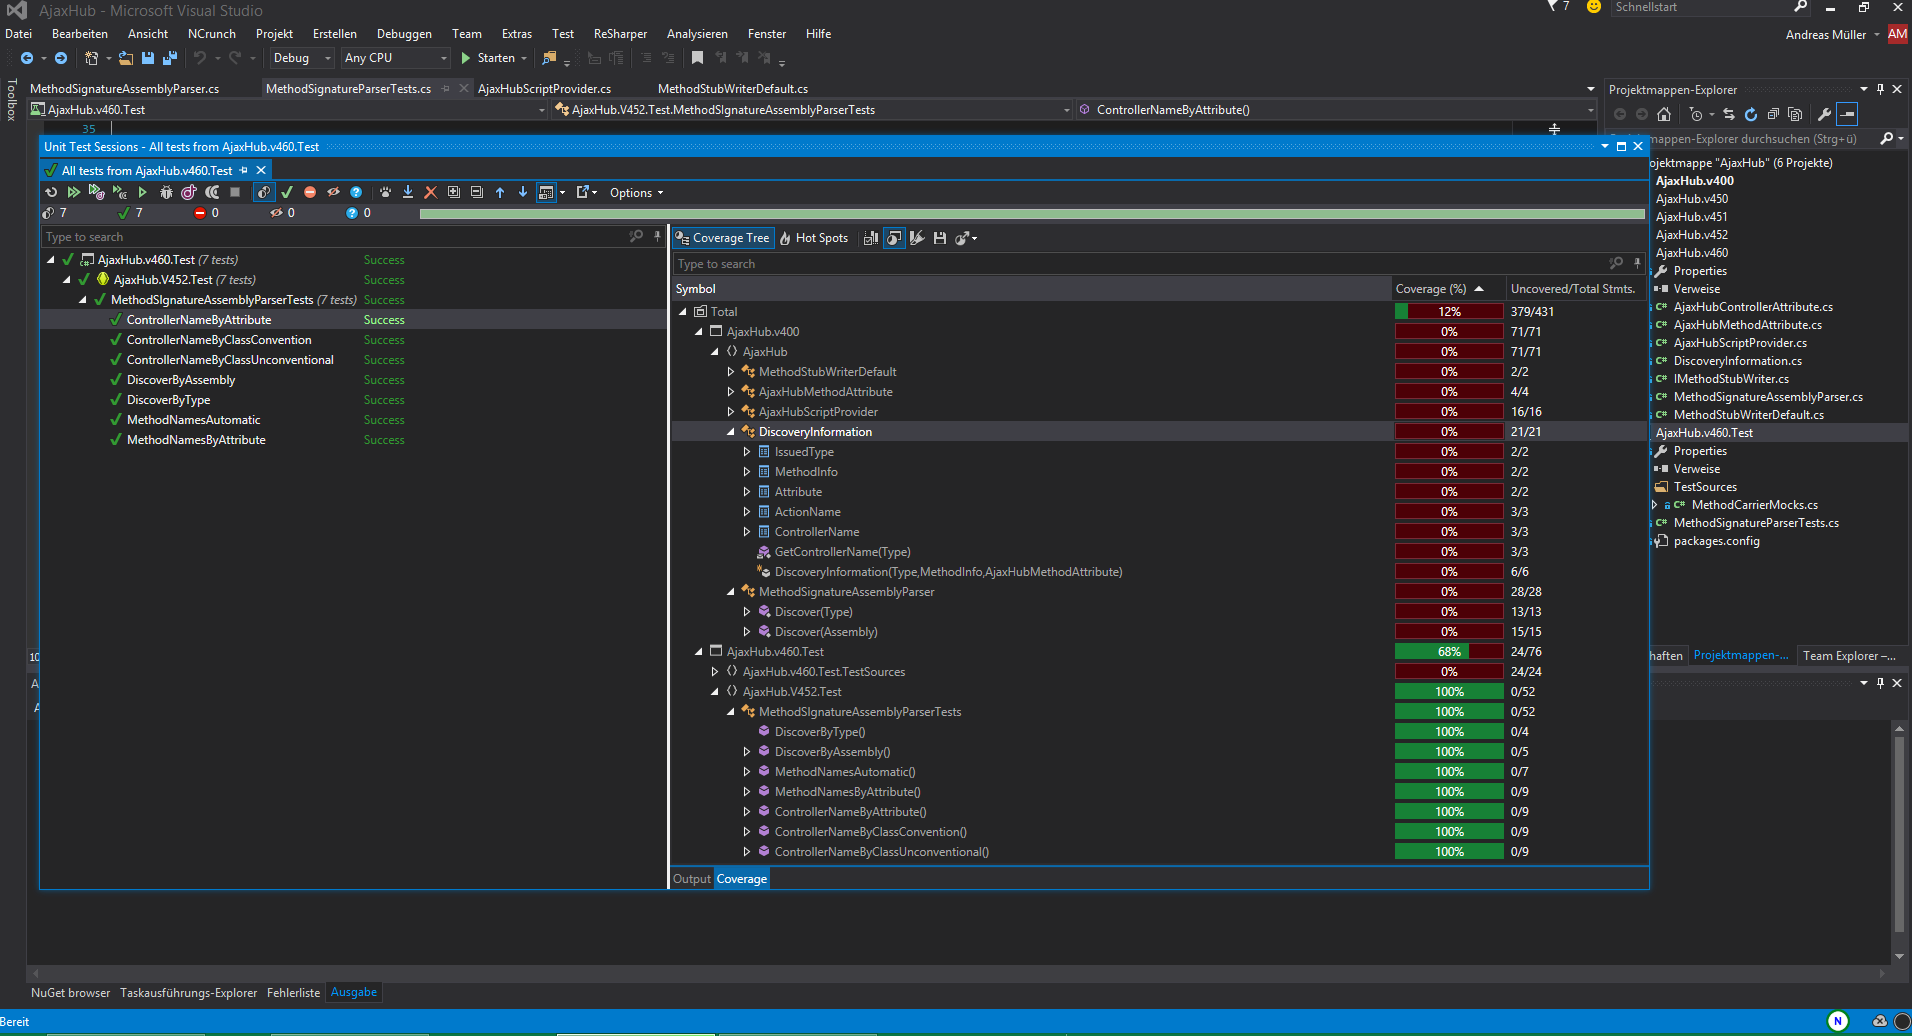 AjaxHub - Microsoft Visual Studio
7
Schnellstart
Datei Bearbeiten Ansicht NCrunch Projekt Erstellen Debuggen Team Extras Test ReSharper Analysieren Fenster Hilfe
Andreas Müller AM
Debug Any CPU Starten
Toolbox
MethodSignatureAssemblyParser.cs MethodSignatureParserTests.cs AjaxHubScriptProvider.cs MethodStubWriterDefault.cs
AjaxHub.v460.Test AjaxHub.V452.Test.MethodSIgnatureAssemblyParserTests ControllerNameByAttribute()
35
Unit Test Sessions - All tests from AjaxHub.v460.Test
All tests from AjaxHub.v460.Test
Options
7 7 0 0 0
Type to search
AjaxHub.v460.Test (7 tests) Success
AjaxHub.V452.Test (7 tests) Success
MethodSIgnatureAssemblyParserTests (7 tests) Success
ControllerNameByAttribute Success
ControllerNameByClassConvention Success
ControllerNameByClassUnconventional Success
DiscoverByAssembly Success
DiscoverByType Success
MethodNamesAutomatic Success
MethodNamesByAttribute Success
Coverage Tree Hot Spots
Type to search
Symbol Coverage (%) Uncovered/Total Stmts.
Total 12% 379/431
AjaxHub.v400 0% 71/71
AjaxHub 0% 71/71
MethodStubWriterDefault 0% 2/2
AjaxHubMethodAttribute 0% 4/4
AjaxHubScriptProvider 0% 16/16
DiscoveryInformation 0% 21/21
IssuedType 0% 2/2
MethodInfo 0% 2/2
Attribute 0% 2/2
ActionName 0% 3/3
ControllerName 0% 3/3
GetControllerName(Type) 0% 3/3
DiscoveryInformation(Type,MethodInfo,AjaxHubMethodAttribute) 0% 6/6
MethodSignatureAssemblyParser 0% 28/28
Discover(Type) 0% 13/13
Discover(Assembly) 0% 15/15
AjaxHub.v460.Test 68% 24/76
AjaxHub.v460.Test.TestSources 0% 24/24
AjaxHub.V452.Test 100% 0/52
MethodSIgnatureAssemblyParserTests 100% 0/52
DiscoverByType() 100% 0/4
DiscoverByAssembly() 100% 0/5
MethodNamesAutomatic() 100% 0/7
MethodNamesByAttribute() 100% 0/9
ControllerNameByAttribute() 100% 0/9
ControllerNameByClassConvention() 100% 0/9
ControllerNameByClassUnconventional() 100% 0/9
Output Coverage
Projektmappen-Explorer
mappen-Explorer durchsuchen (Strg+ü)
ojektmappe "AjaxHub" (6 Projekte)
AjaxHub.v400
AjaxHub.v450
AjaxHub.v451
AjaxHub.v452
AjaxHub.v460
Properties
Verweise
C# AjaxHubControllerAttribute.cs
C# AjaxHubMethodAttribute.cs
C# AjaxHubScriptProvider.cs
C# DiscoveryInformation.cs
C# IMethodStubWriter.cs
C# MethodSignatureAssemblyParser.cs
C# MethodStubWriterDefault.cs
AjaxHub.v460.Test
Properties
Verweise
TestSources
C# MethodCarrierMocks.cs
C# MethodSignatureParserTests.cs
packages.config
haften Projektmappen-... Team Explorer –...
10
A
A
NuGet browser Taskausführungs-Explorer Fehlerliste Ausgabe
Bereit
N